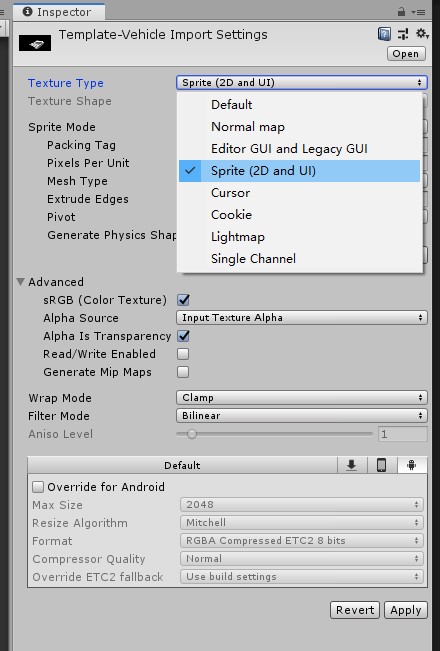 Inspector
Template-Vehicle Import Settings
Open
Texture Type Sprite (2D and UI)
Texture Shape
Default
Normal map
Editor GUI and Legacy GUI
Sprite (2D and UI)
Cursor
Cookie
Lightmap
Single Channel
Sprite Mode
Packing Tag
Pixels Per Unit
Mesh Type
Extrude Edges
Pivot
Generate Physics Shap
Advanced
sRGB (Color Texture)
Alpha Source Input Texture Alpha
Alpha Is Transparency
Read/Write Enabled
Generate Mip Maps
Wrap Mode Clamp
Filter Mode Bilinear
Aniso Level 1
Default
Override for Android
Max Size 2048
Resize Algorithm Mitchell
Format RGBA Compressed ETC2 8 bits
Compressor Quality Normal
Override ETC2 fallback Use build settings
Revert Apply